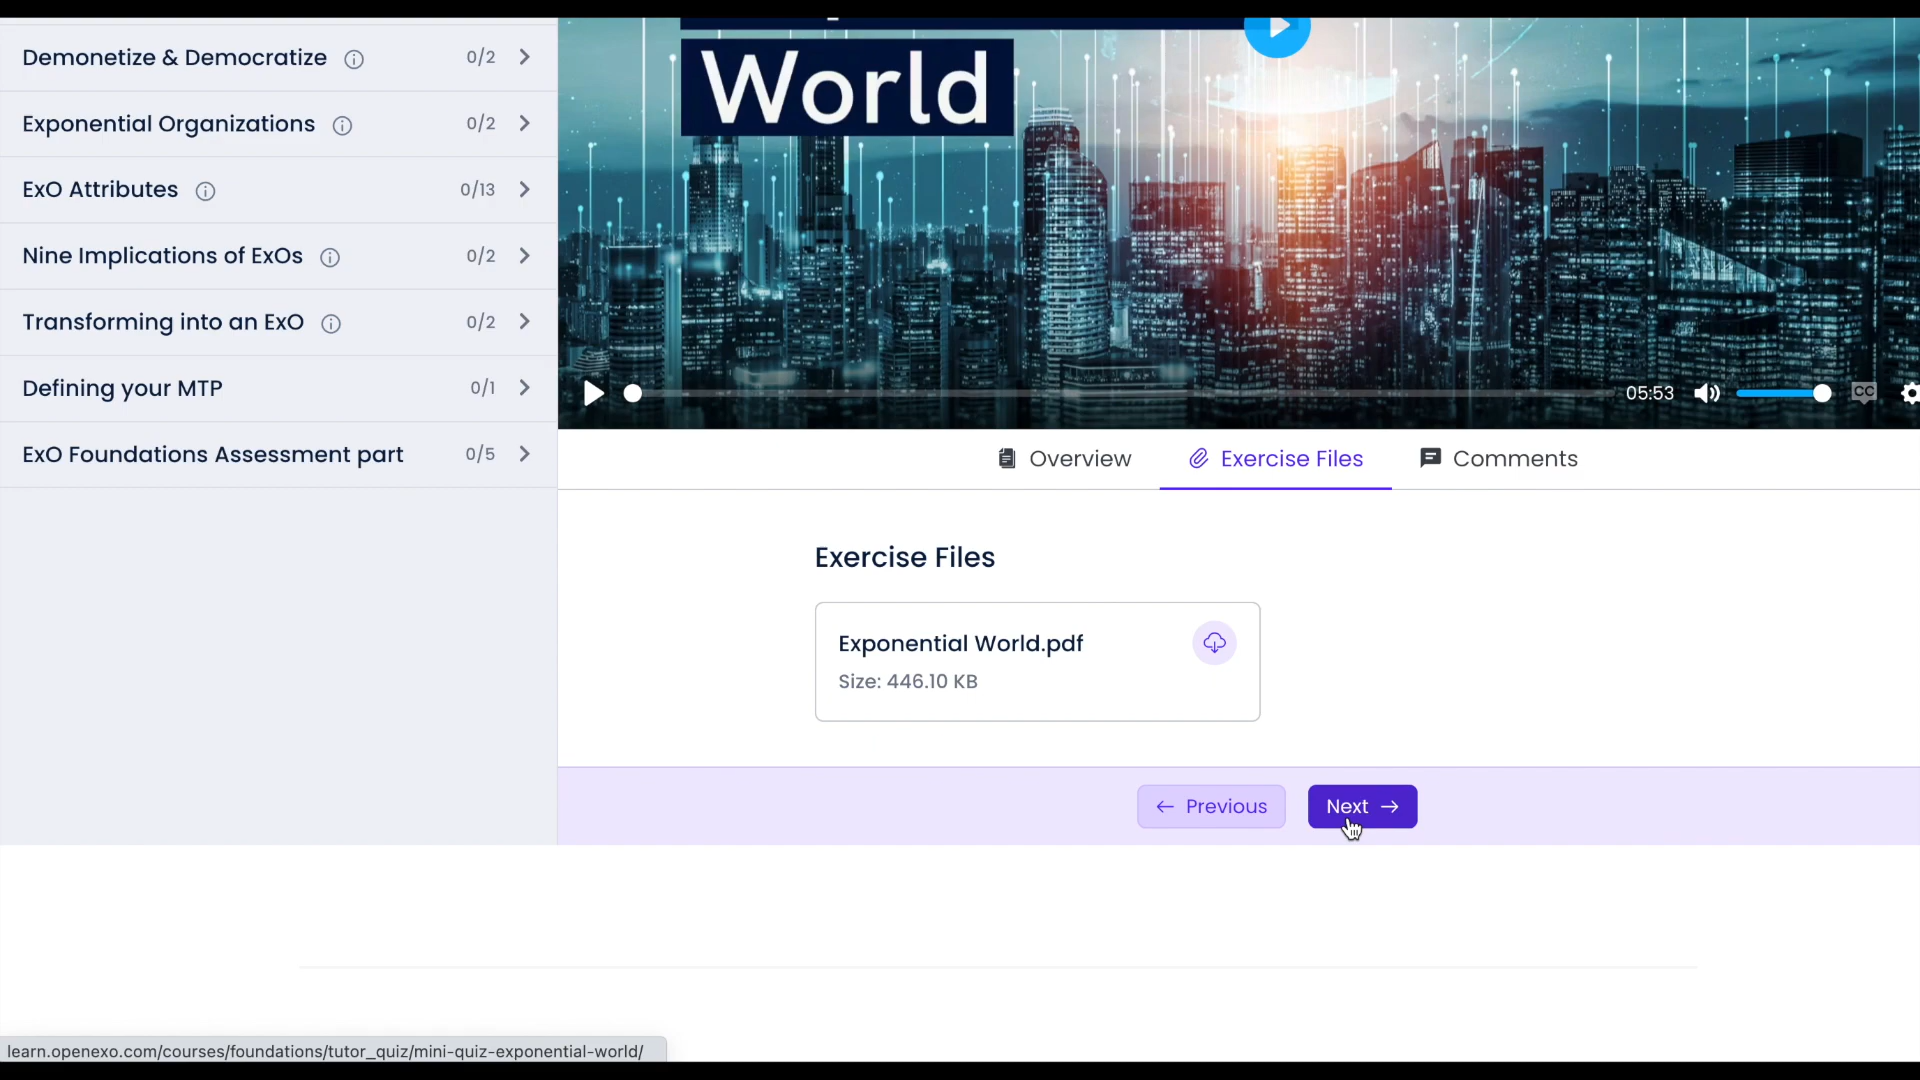 Demonetize & Democratize 0/2
Exponential Organizations 0/2
ExO Attributes 0/13
Nine Implications of ExOs 0/2
Transforming into an ExO 0/2
Defining your MTP 0/1
ExO Foundations Assessment part 0/5
World
05:53 CC
Overview Exercise Files Comments
Exercise Files
Exponential World.pdf
Size: 446.10 KB
← Previous Next →
learn.openexo.com/courses/foundations/tutor_quiz/mini-quiz-exponential-world/